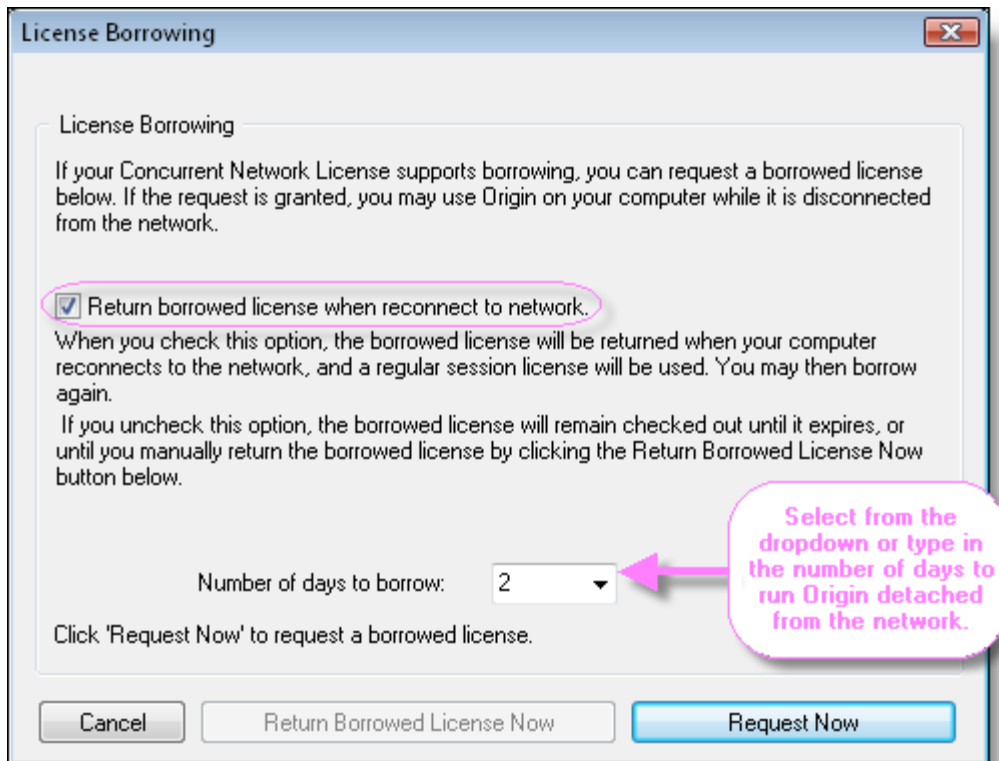 License Borrowing
License Borrowing
If your Concurrent Network License supports borrowing, you can request a borrowed license
below. If the request is granted, you may use Origin on your computer while it is disconnected
from the network.
Return borrowed license when reconnect to network.
When you check this option, the borrowed license will be returned when your computer
reconnects to the network, and a regular session license will be used. You may then borrow
again.
If you uncheck this option, the borrowed license will remain checked out until it expires, or
until you manually return the borrowed license by clicking the Return Borrowed License Now
button below.
Select from the
dropdown or type in
the number of days to
run Origin detached
from the network.
Number of days to borrow: 2
Click 'Request Now' to request a borrowed license.
Cancel Return Borrowed License Now Request Now